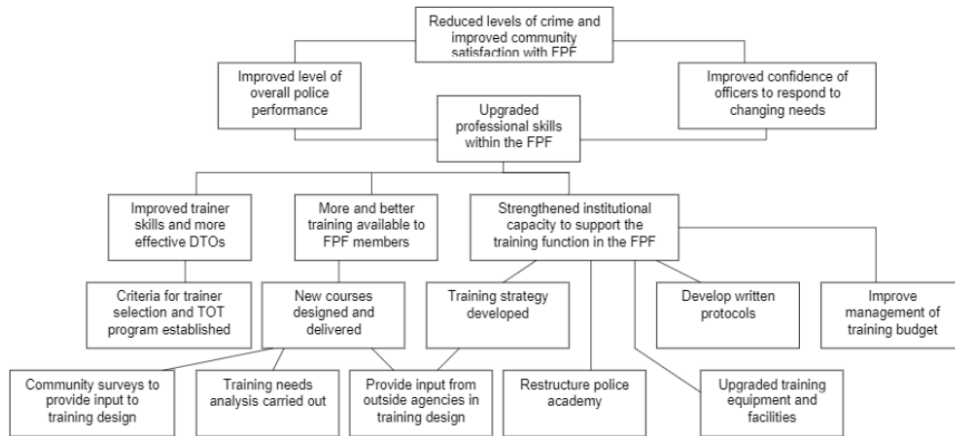 Reduced levels of crime and
improved community
satisfaction with FPF
Improved level of
overall police
performance
Improved confidence of
officers to respond to
changing needs
Upgraded
professional skills
within the FPF
Improved trainer
skills and more
effective DTOs
More and better
training available to
FPF members
Strengthened institutional
capacity to support the
training function in the FPF
Criteria for trainer
selection and TOT
program established
New courses
designed and
delivered
Training strategy
developed
Develop written
protocols
Improve
management of
training budget
Community surveys to
provide input to
training design
Training needs
analysis carried out
Provide input from
outside agencies in
training design
Restructure police
academy
Upgraded training
equipment and
facilities